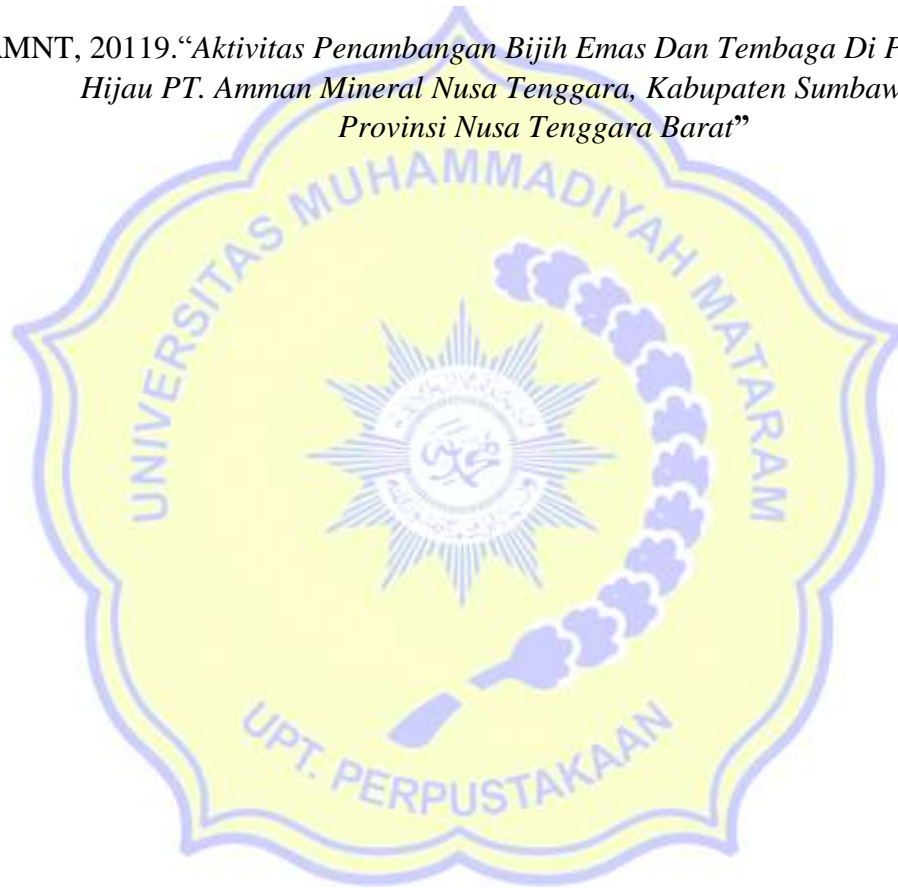 AMNT, 20119.“Aktivitas Penambangan Bijih Emas Dan Tembaga Di
Hijau PT. Amman Mineral Nusa Tenggara, Kabupaten
Provinsi Nusa Tenggara Barat”
UNIVERSITAS MUHAMMADIYAH MATARAM
UPT. PERPUSTAKAAN